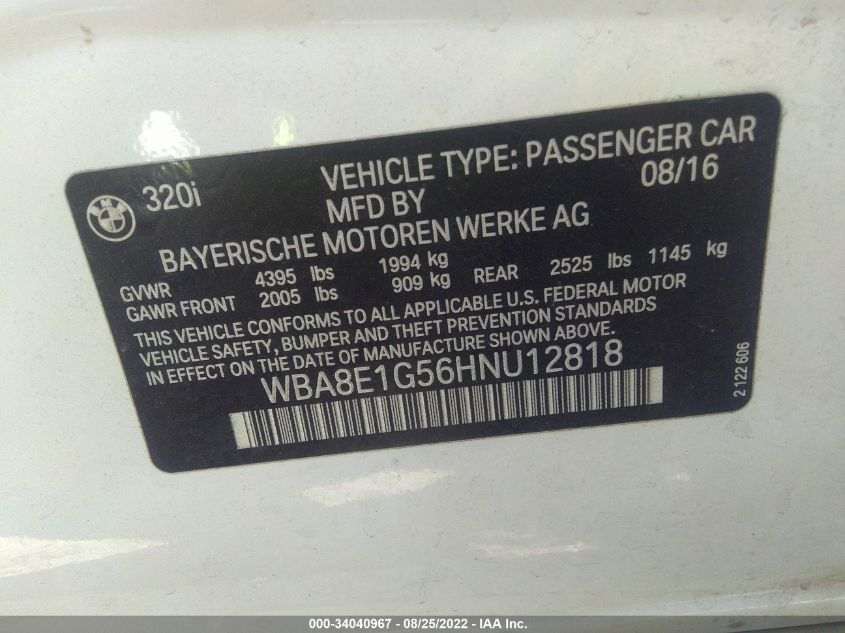 320i
VEHICLE TYPE: PASSENGER CAR
MFD BY 08/16
BAYERISCHE MOTOREN WERKE AG
GVWR 4395 lbs 1994 kg
GAWR FRONT 2005 lbs 909 kg REAR 2525 lbs 1145 kg
THIS VEHICLE CONFORMS TO ALL APPLICABLE U.S. FEDERAL MOTOR
VEHICLE SAFETY, BUMPER AND THEFT PREVENTION STANDARDS
IN EFFECT ON THE DATE OF MANUFACTURE SHOWN ABOVE.
WBA8E1G56HNU12818
2 122 606
000-34040967 - 08/25/2022 - IAA Inc.